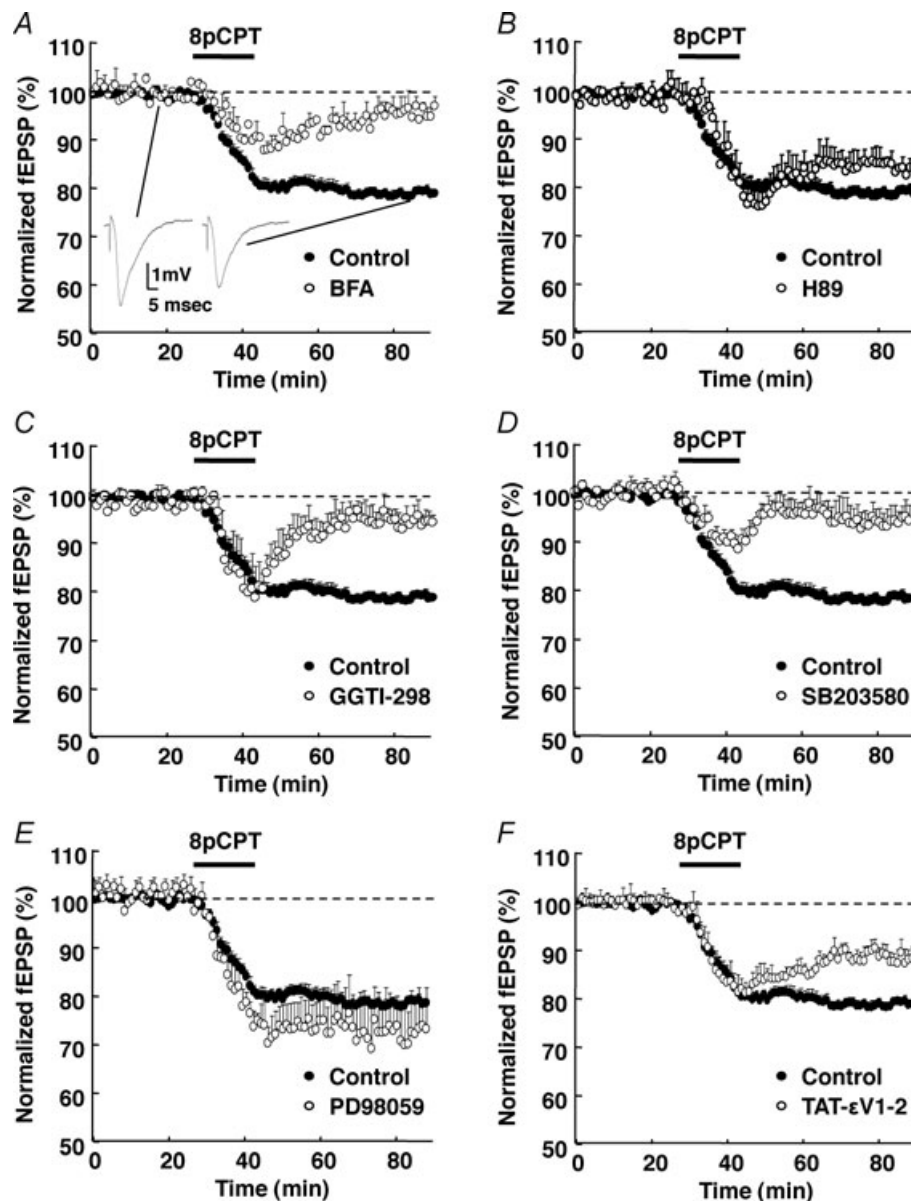 A
8pCPT
110
100
90
80
70
60
50
Normalized fEPSP (%)
1mV
5 msec
Control
BFA
0 20 40 60 80
Time (min)
B
8pCPT
110
100
90
80
70
60
50
Normalized fEPSP (%)
Control
H89
0 20 40 60 80
Time (min)
C
8pCPT
110
100
90
80
70
60
50
Normalized fEPSP (%)
Control
GGTI-298
0 20 40 60 80
Time (min)
D
8pCPT
110
100
90
80
70
60
50
Normalized fEPSP (%)
Control
SB203580
0 20 40 60 80
Time (min)
E
8pCPT
110
100
90
80
70
60
50
Normalized fEPSP (%)
Control
PD98059
0 20 40 60 80
Time (min)
F
8pCPT
110
100
90
80
70
60
50
Normalized fEPSP (%)
Control
TAT-εV1-2
0 20 40 60 80
Time (min)